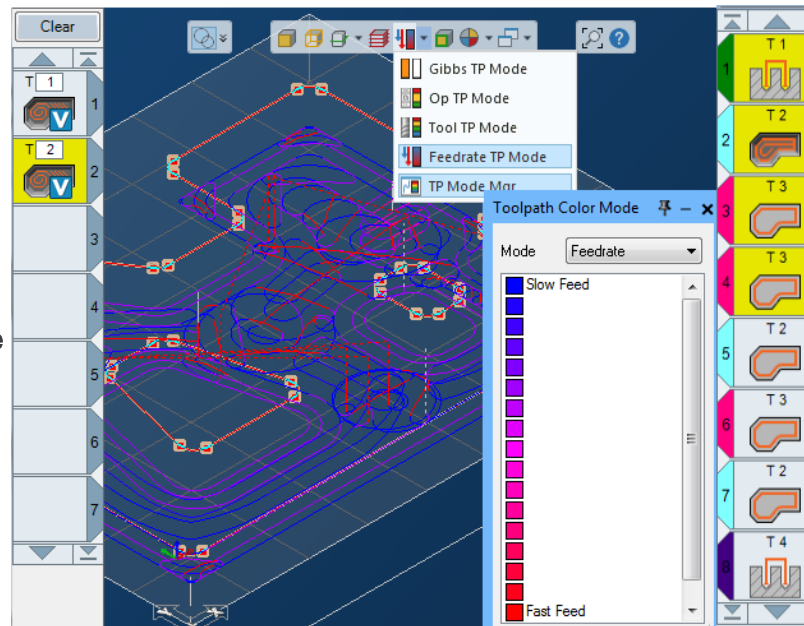 Clear
T 1
1
V
T 2
2
V
3
4
5
6
7
e
?
Gibbs TP Mode
Op TP Mode
Tool TP Mode
Feedrate TP Mode
TP Mode Mgr
Toolpath Color Mode
Mode
Feedrate
Slow Feed
Fast Feed
T 1
1
T 2
2
T 3
3
T 3
4
T 2
5
T 3
6
T 2
7
T 4
8